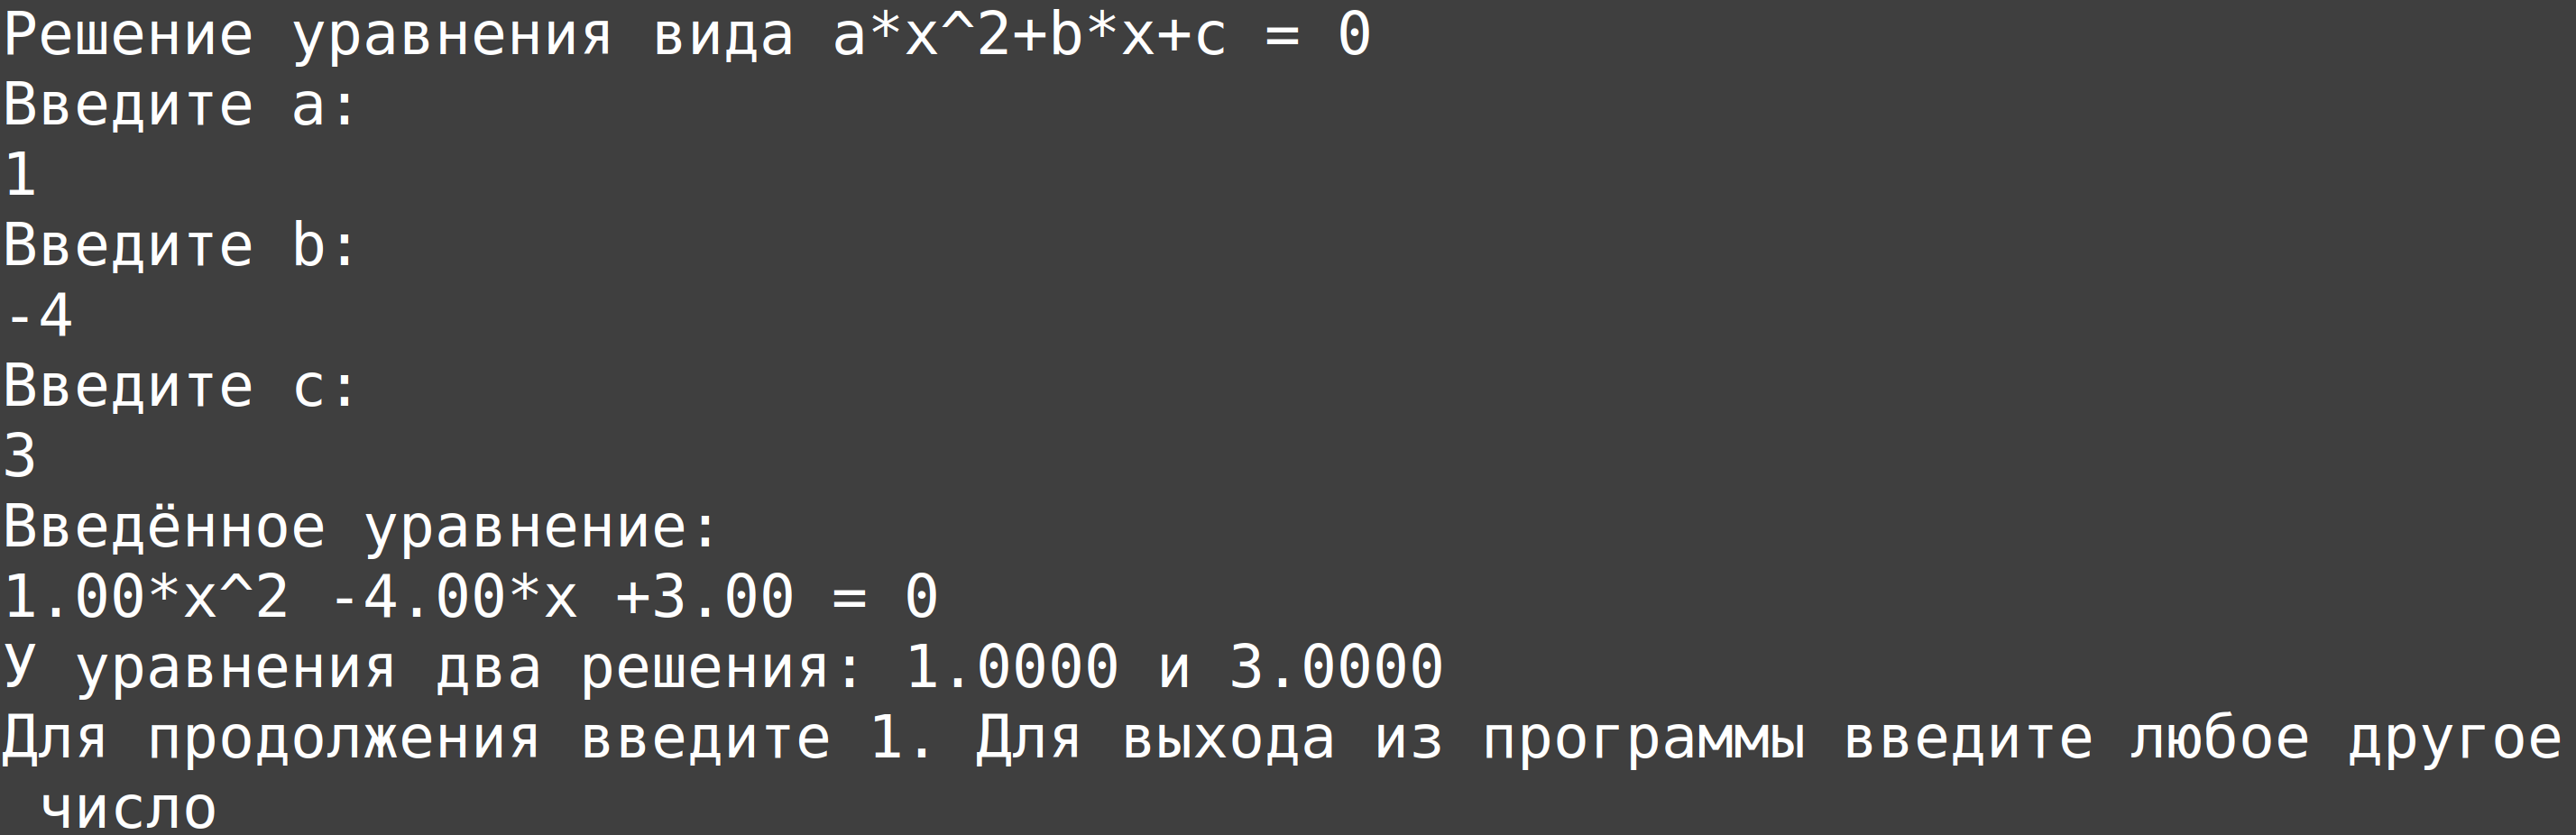 Решение уравнения вида a*x^2+b*x+c = 0
Введите a:
1
Введите b:
-4
Введите c:
3
Введённое уравнение:
1.00*x^2 -4.00*x +3.00 = 0
У уравнения два решения: 1.0000 и 3.0000
Для продолжения введите 1. Для выхода из программы введите любое другое
 число